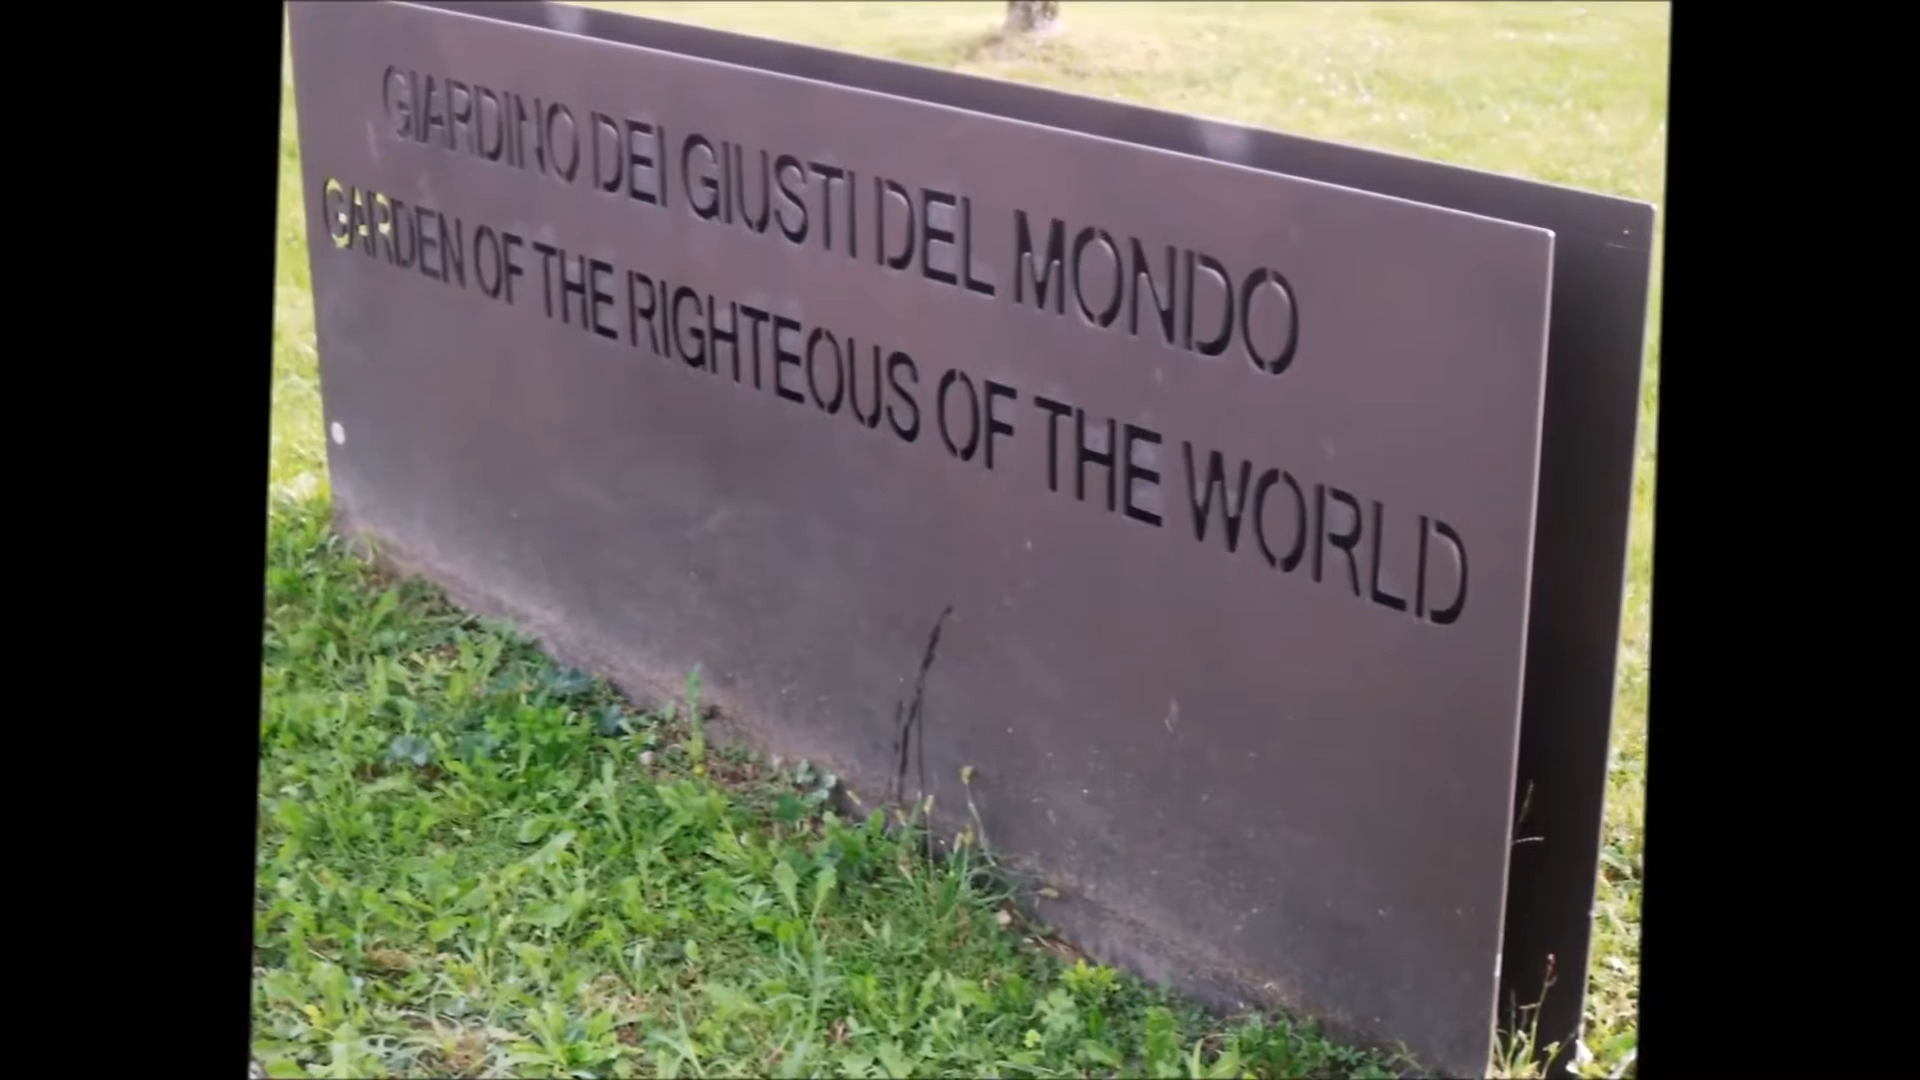 GIARDINO DEI GIUSTI DEL MONDO
GARDEN OF THE RIGHTEOUS OF THE WORLD